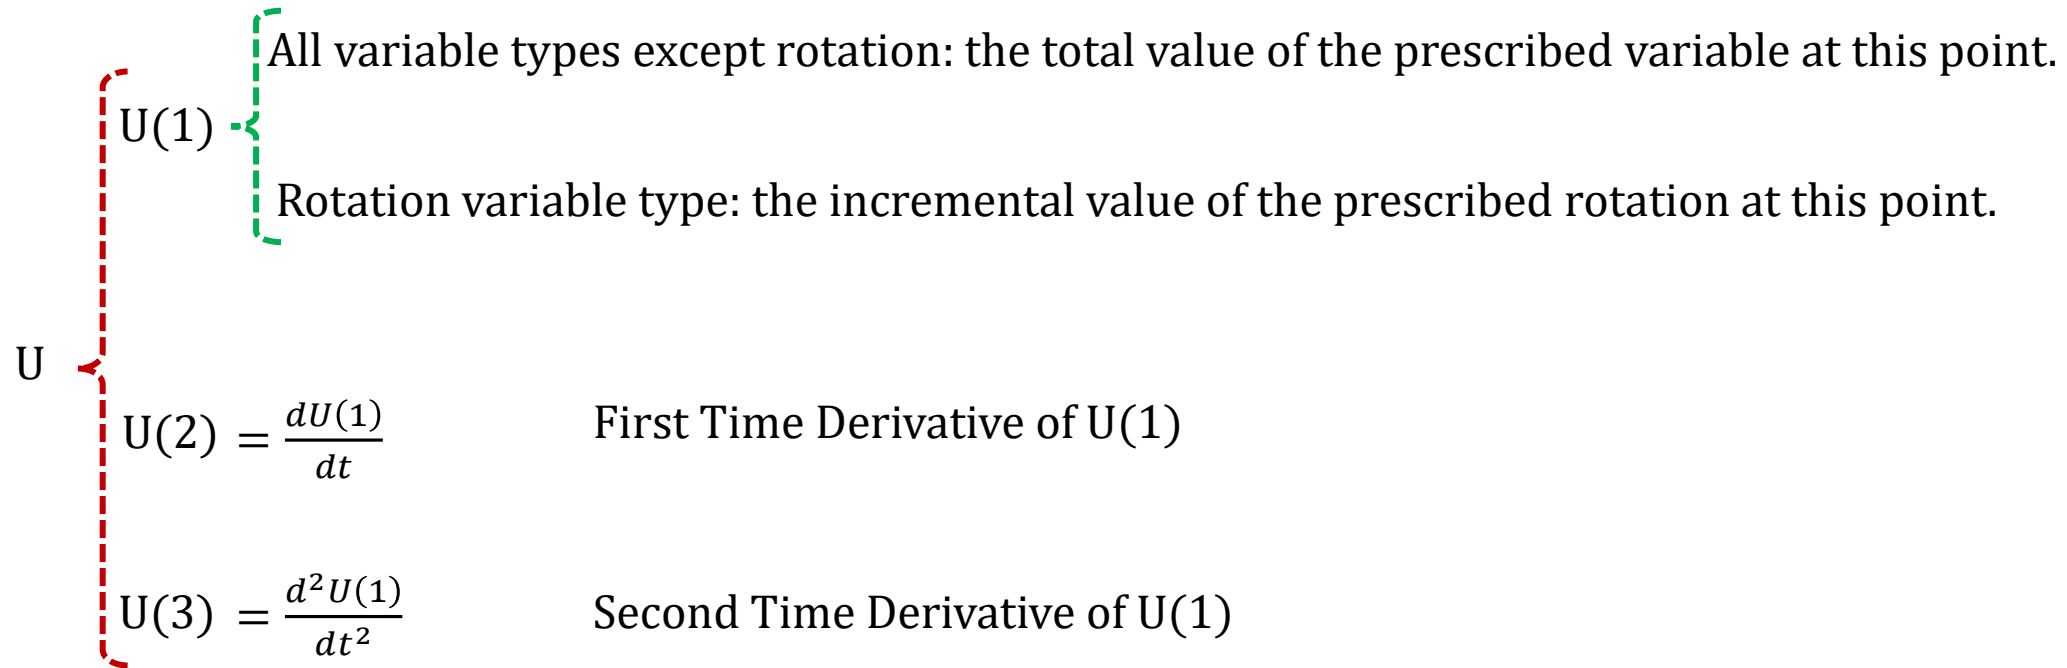 All variable types except rotation: the total value of the prescribed variable at this point.
U(1)
Rotation variable type: the incremental value of the prescribed rotation at this point.
U
U(2) = dU(1)/dt First Time Derivative of U(1)
U(3) = d²U(1)/dt² Second Time Derivative of U(1)